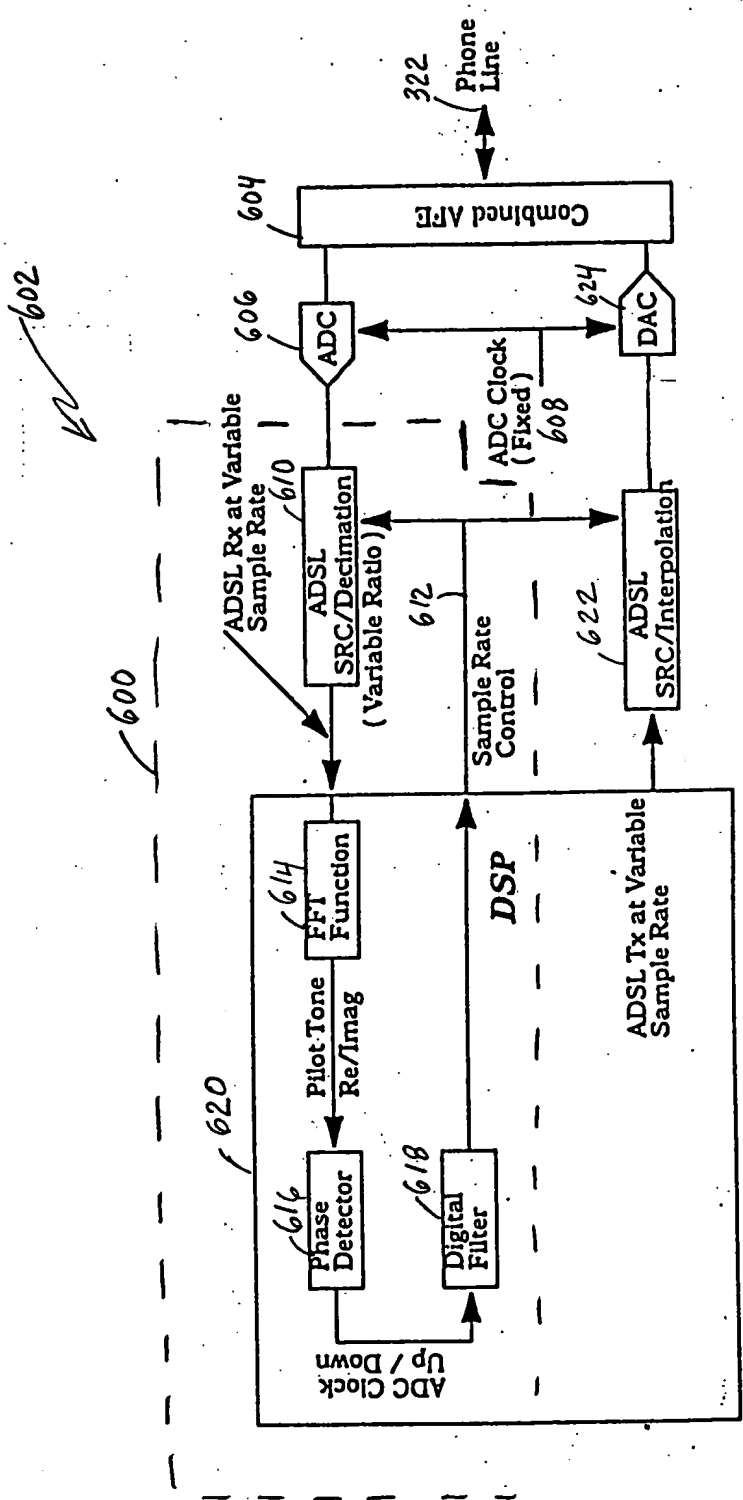 602
600
620
614
FFT
Function
Pilot-Tone
Re/Imag
616
Phase
Detector
ADC Clock
Up / Down
618
Digital
Filter
DSP
ADSL Tx at Variable
Sample Rate
ADSL Rx at Variable
Sample Rate
610
ADSL
SRC/Decimation
( Variable Ratio )
612
Sample Rate
Control
622
ADSL
SRC/Interpolation
606
ADC
ADC Clock
( Fixed )
608
624
DAC
604
Combined AFE
322
Phone
Line